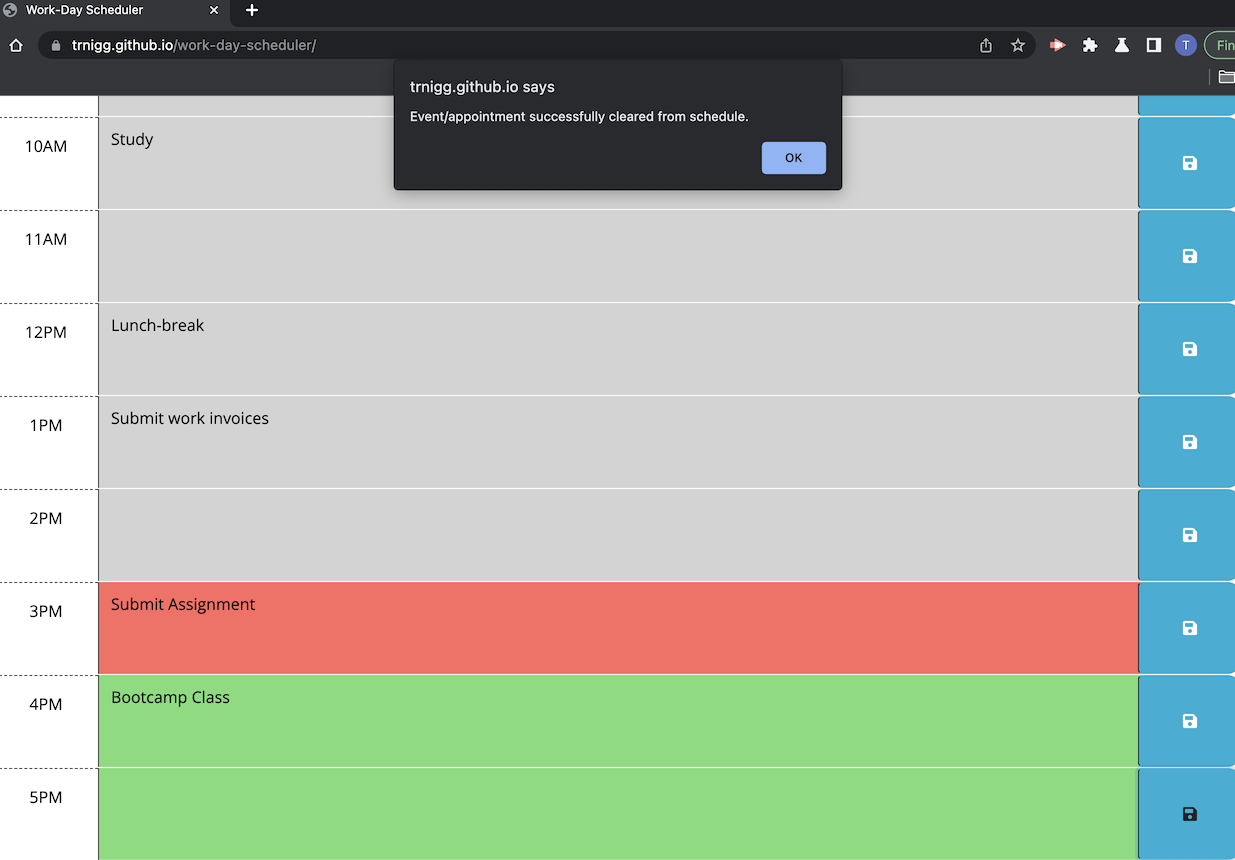 Work-Day Scheduler
trnigg.github.io/work-day-scheduler/
T
Fin
trnigg.github.io says
Event/appointment successfully cleared from schedule.
OK
10AM Study
11AM
12PM Lunch-break
1PM Submit work invoices
2PM
3PM Submit Assignment
4PM Bootcamp Class
5PM